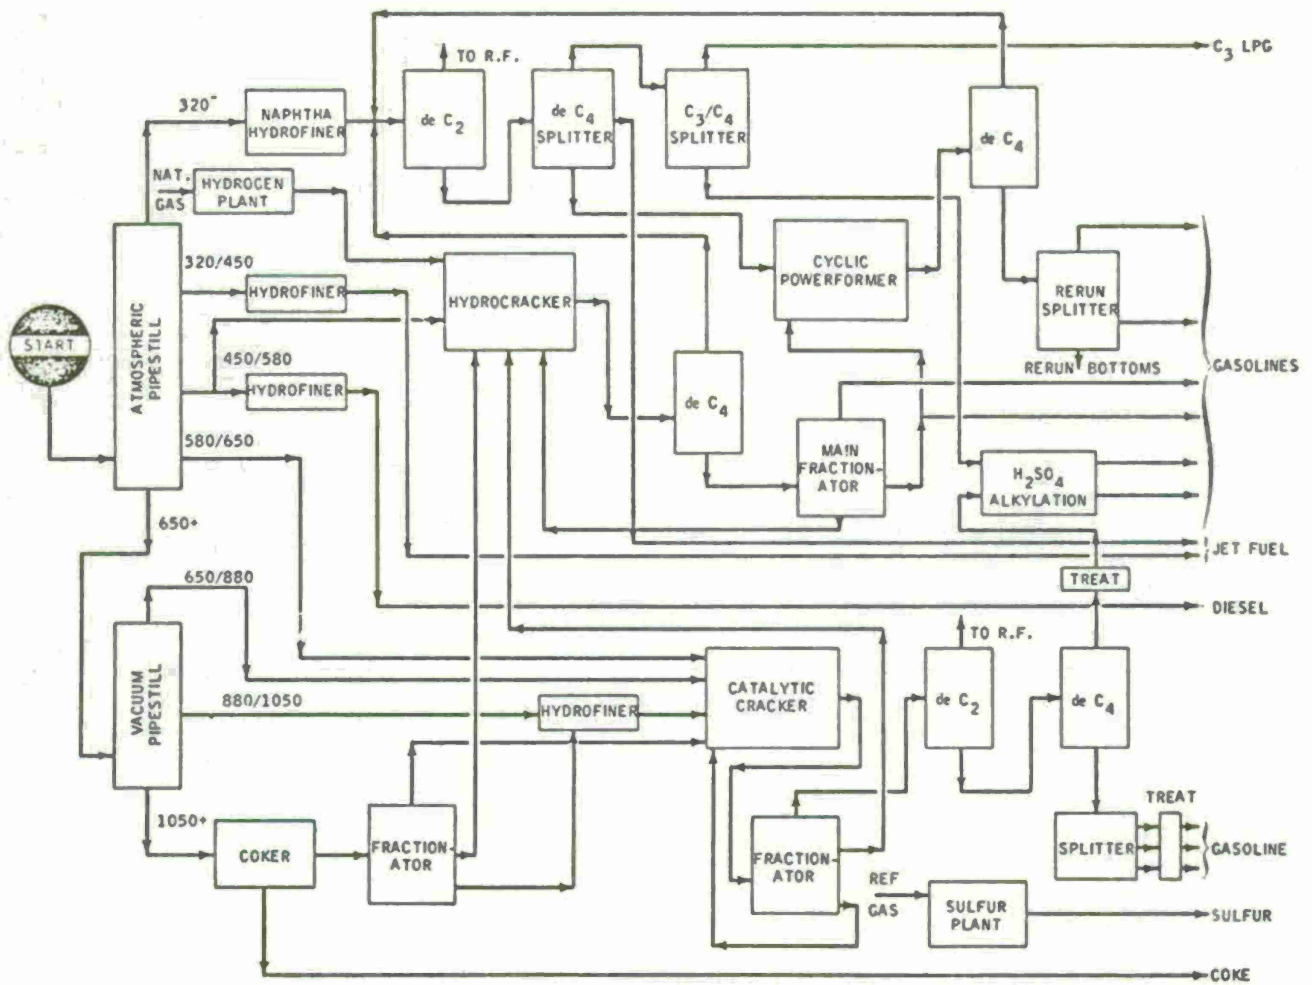 TO R.F.
C3 LPG
320-
NAPHTHA
HYDROFINER
de C2
de C4
SPLITTER
C3/C4
SPLITTER
de C4
NAT.
GAS
HYDROGEN
PLANT
ATMOSPHERIC
PIPESTILL
320/450
HYDROFINER
HYDROCRACKER
CYCLIC
POWERFORMER
RERUN
SPLITTER
START
450/580
HYDROFINER
RERUN BOTTOMS
GASOLINES
de C4
580/650
MAIN
FRACTION-
ATOR
H2SO4
ALKYLATION
650+
JET FUEL
TREAT
650/880
DIESEL
TO R.F.
VACUUM
PIPESTILL
880/1050
HYDROFINER
CATALYTIC
CRACKER
de C2
de C4
TREAT
1050+
COKER
FRACTION-
ATOR
FRACTION-
ATOR
SPLITTER
GASOLINE
REF
GAS
SULFUR
PLANT
SULFUR
COKE